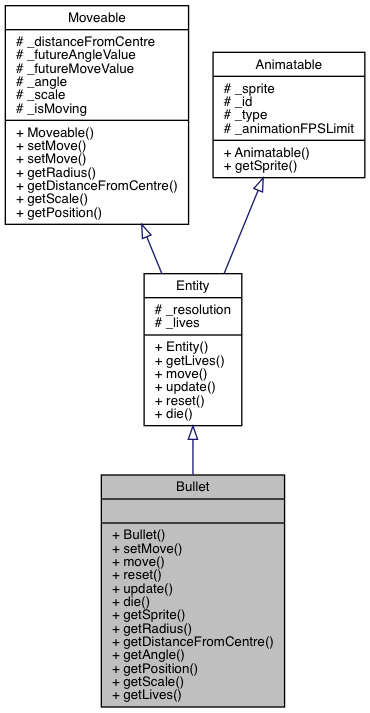 Moveable
# _distanceFromCentre
# _futureAngleValue
# _futureMoveValue
# _angle
# _scale
# _isMoving
+ Moveable()
+ setMove()
+ setMove()
+ getRadius()
+ getDistanceFromCentre()
+ getScale()
+ getPosition()
Animatable
# _sprite
# _id
# _type
# _animationFPSLimit
+ Animatable()
+ getSprite()
Entity
# _resolution
# _lives
+ Entity()
+ getLives()
+ move()
+ update()
+ reset()
+ die()
Bullet
+ Bullet()
+ setMove()
+ move()
+ reset()
+ update()
+ die()
+ getSprite()
+ getRadius()
+ getDistanceFromCentre()
+ getAngle()
+ getPosition()
+ getScale()
+ getLives()